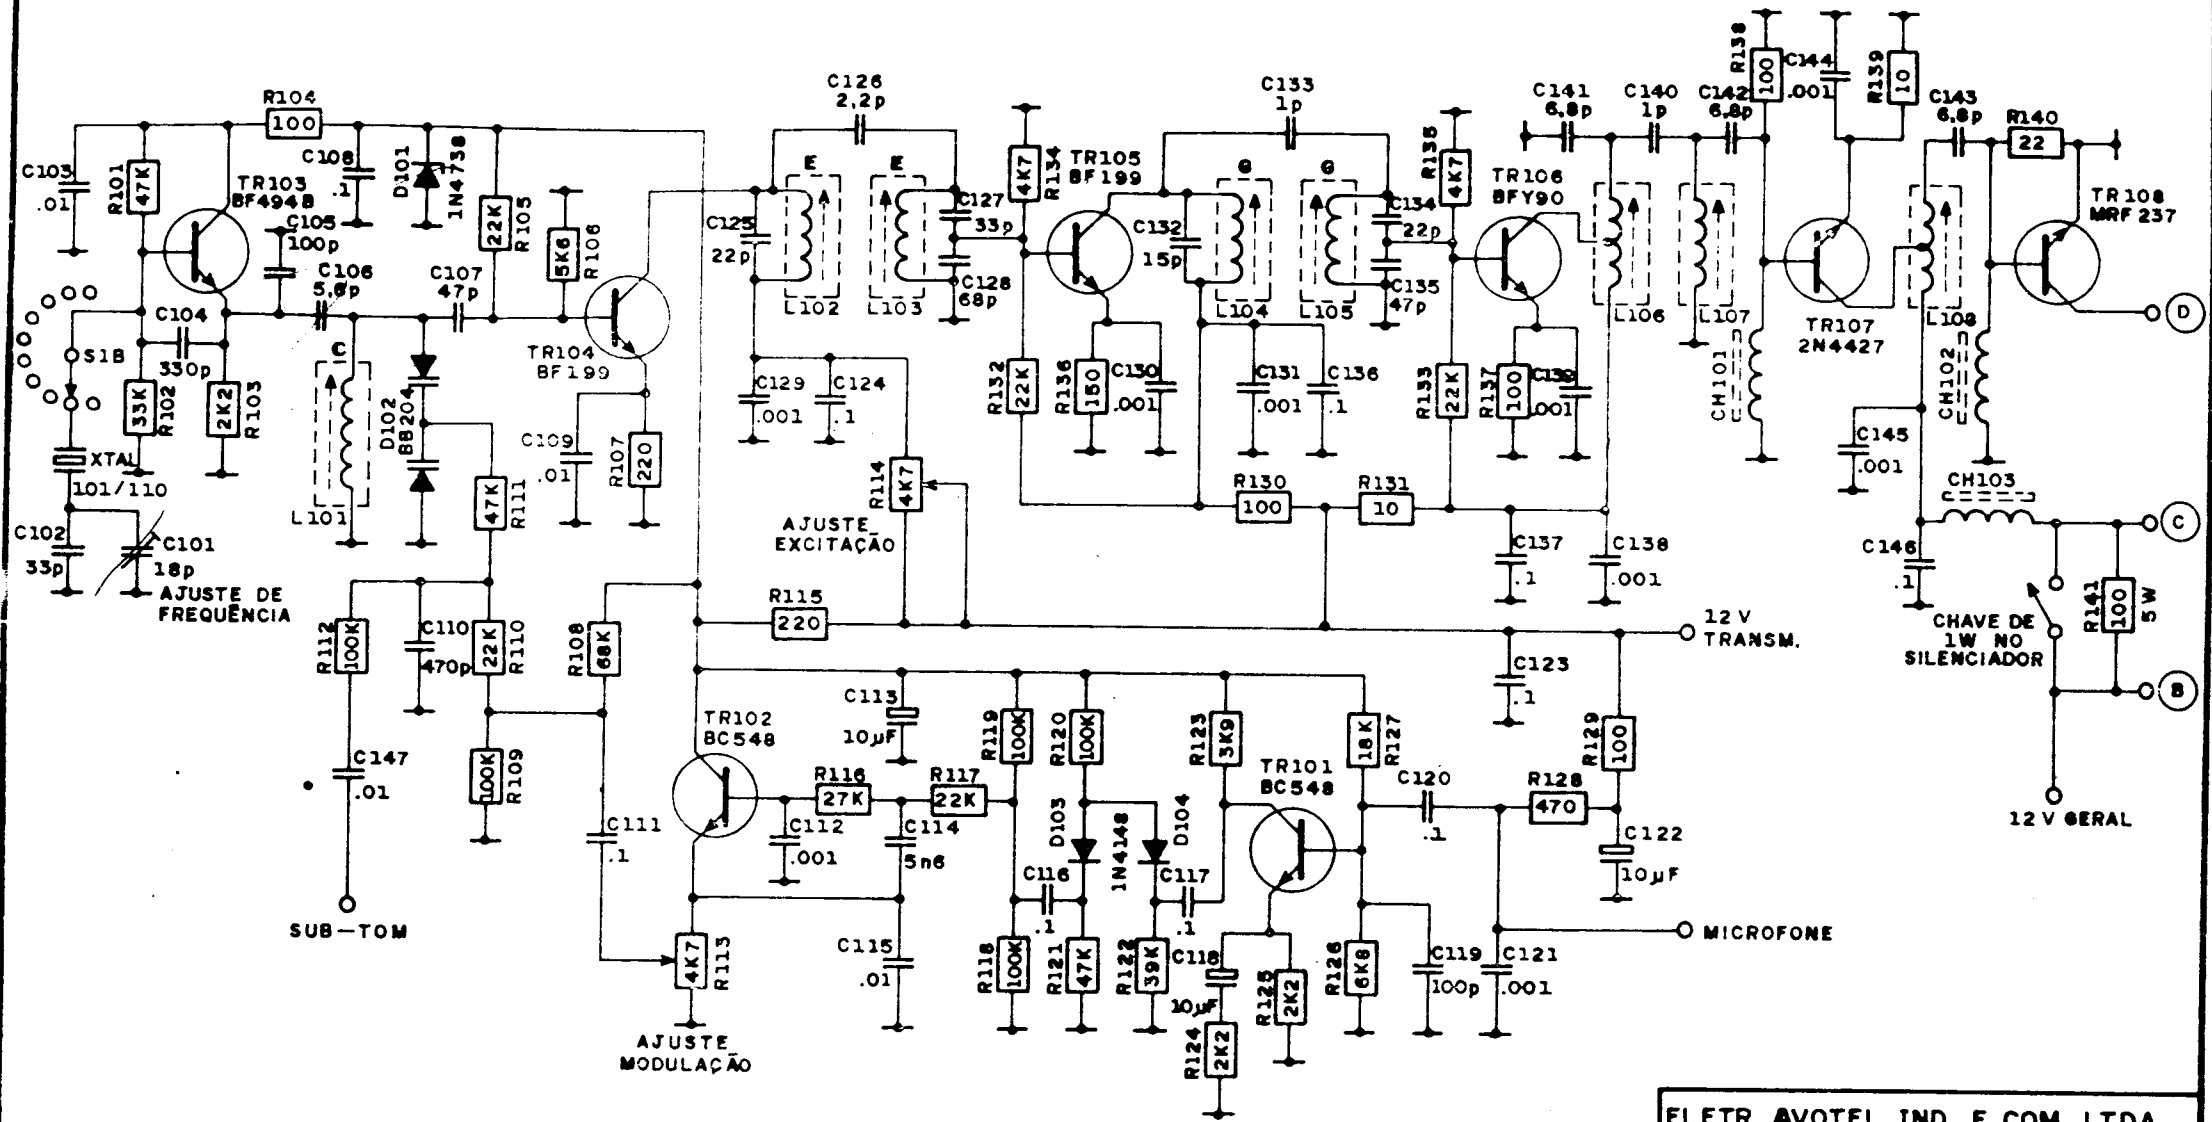 C103
.01
R101
47K
TR103
BF494B
R104
100
C108
.1
D101
1N4738
C105
100p
C106
C107
47p
22K
R105
5K6
R106
S1B
C104
330p
33K
R102
2K2
R103
XTAL
101/110
C102
33p
C101
18p
AJUSTE DE
FREQUÊNCIA
C
L101
D102
BB204
47K
R111
TR104
BF199
C109
.01
R107
220
C126
2,2p
C125
22p
E
E
L102
L103
C127
33p
C128
68p
4K7
R134
TR105
BF199
C129
.001
C124
.1
R114
4K7
AJUSTE
EXCITAÇÃO
R132
22K
R136
150
C130
.001
C133
1p
C132
15p
G
G
L104
L105
C134
22p
C135
47p
C131
.001
C136
.1
R135
4K7
TR106
BFY90
R133
22K
R137
100
.001
R130
100
R131
10
C137
.1
C138
.001
C141
6,8p
C140
1p
C142
6,8p
L106
L107
R138
100
C144
.001
R139
10
TR107
2N4427
CH101
C143
6,8p
R140
22
TR108
MRF237
L108
CH102
D
C145
.001
CH103
C
C146
.1
CHAVE DE
1W NO
SILENCIADOR
R141
100
5W
B
12 V GERAL
12 V
TRANSM.
R112
100K
C110
470p
22K
R110
100K
R109
C147
.01
SUB-TOM
R108
68K
R115
220
TR102
BC548
C113
10µF
R116
27K
R117
22K
C112
.001
C114
5n6
C111
.1
4K7
R113
AJUSTE
MODULAÇÃO
C115
.01
R119
100K
R120
100K
D103
1N4148
D104
C116
.1
C117
.1
R118
100K
R121
47K
R122
39K
R123
3K9
TR101
BC548
18K
R127
C120
.1
R128
470
R129
100
C123
.1
C122
10µF
C118
10µF
R124
2K2
R125
2K2
R126
6K8
C119
100p
C121
.001
MICROFONE
ELETR. AVOTEL IND. E COM. LTDA